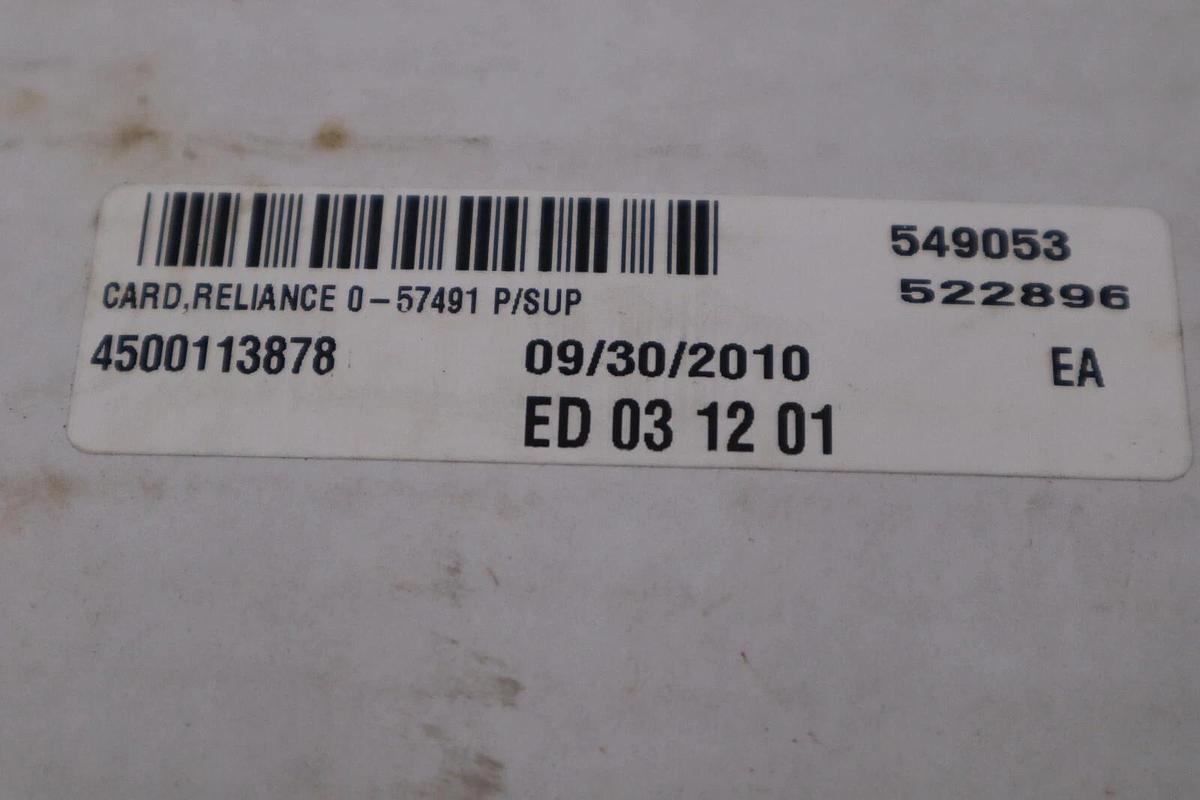 549053
CARD,RELIANCE 0-57491 P/SUP
522896
4500113878 09/30/2010 EA
ED 03 12 01